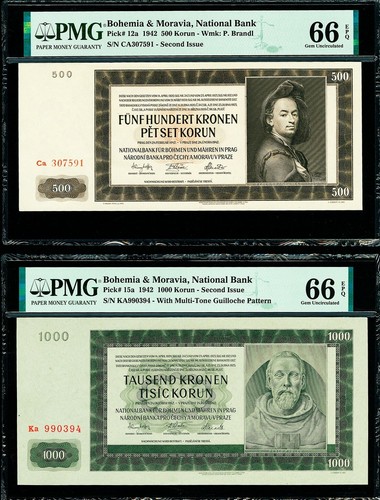 PMG
PAPER MONEY GUARANTY
Bohemia & Moravia, National Bank
Pick# 12a 1942 500 Korun - Wmk: P. Brandl
S/N CA307591 - Second Issue
66 EPQ
Gem Uncirculated
500
500
FÜNFHUNDERT KRONEN
PĚT SET KORUN
NATIONALBANK FÜR BÖHMEN UND MÄHREN IN PRAG
NÁRODNÍ BANKA PRO ČECHY A MORAVU V PRAZE
Ca 307591
500
500
PMG
PAPER MONEY GUARANTY
Bohemia & Moravia, National Bank
Pick# 15a 1942 1000 Korun - Second Issue
S/N KA990394 - With Multi-Tone Guilloche Pattern
66 EPQ
Gem Uncirculated
1000
1000
TAUSEND KRONEN
TISÍC KORUN
NATIONALBANK FÜR BÖHMEN UND MÄHREN IN PRAG
NÁRODNÍ BANKA PRO ČECHY A MORAVU V PRAZE
Ka 990394
1000
1000